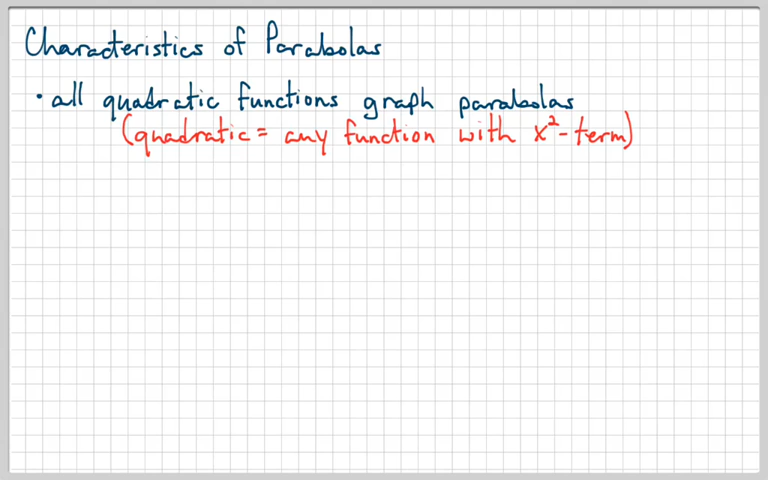 Characteristics of Parabolas
• all quadratic functions graph parabolas
(quadratic = any function with x²-term)